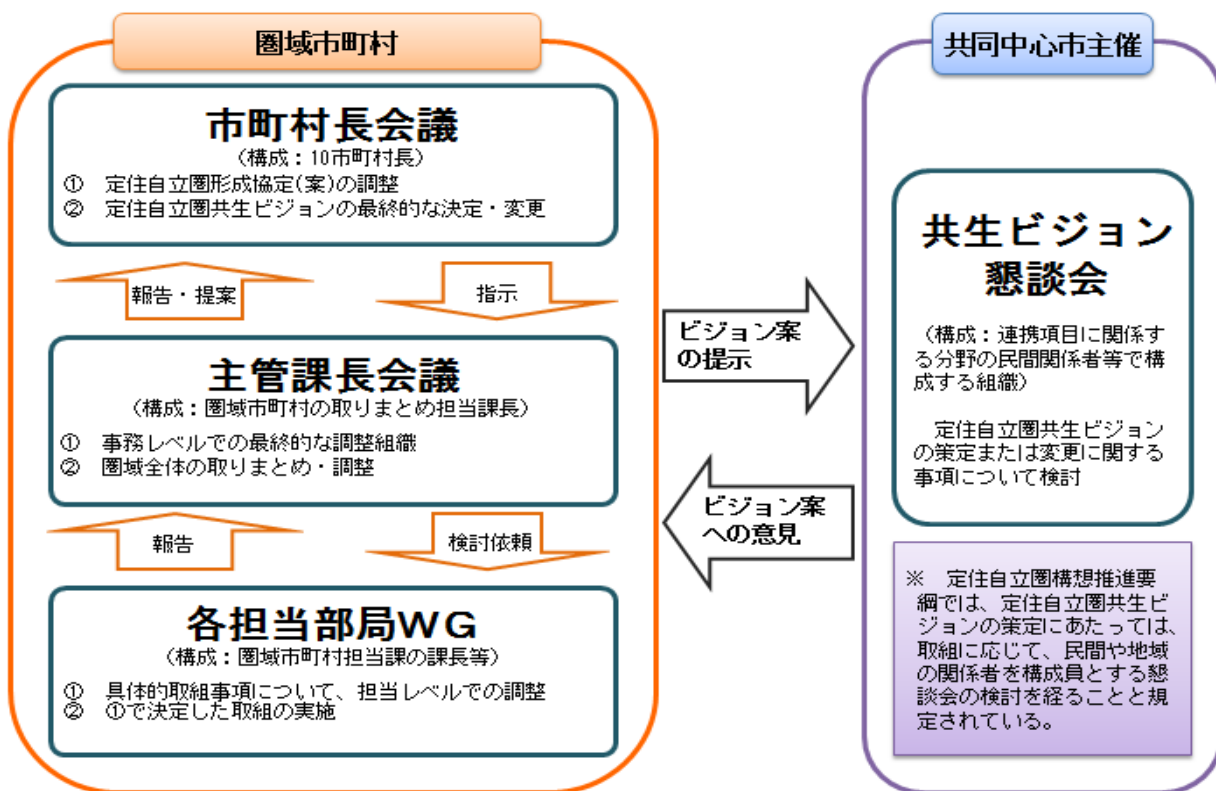 圏域市町村
市町村長会議
（構成：10市町村長）
①　定住自立圏形成協定(案)の調整
②　定住自立圏共生ビジョンの最終的な決定・変更
報告・提案
指示
主管課長会議
（構成：圏域市町村の取りまとめ担当課長）
①　事務レベルでの最終的な調整組織
②　圏域全体の取りまとめ・調整
報告
検討依頼
各担当部局ＷＧ
（構成：圏域市町村担当課の課長等）
①　具体的取組事項について、担当レベルでの調整
②　①で決定した取組の実施
ビジョン案
の提示
ビジョン案
への意見
共同中心市主催
共生ビジョン
懇談会
（構成：連携項目に関係す
る分野の民間関係者等で構
成する組織）
定住自立圏共生ビジョン
の策定または変更に関する
事項について検討
※　定住自立圏構想推進要
綱では、定住自立圏共生ビ
ジョンの策定にあたっては、
取組に応じて、民間や地域
の関係者を構成員とする懇
談会の検討を経ることと規
定されている。